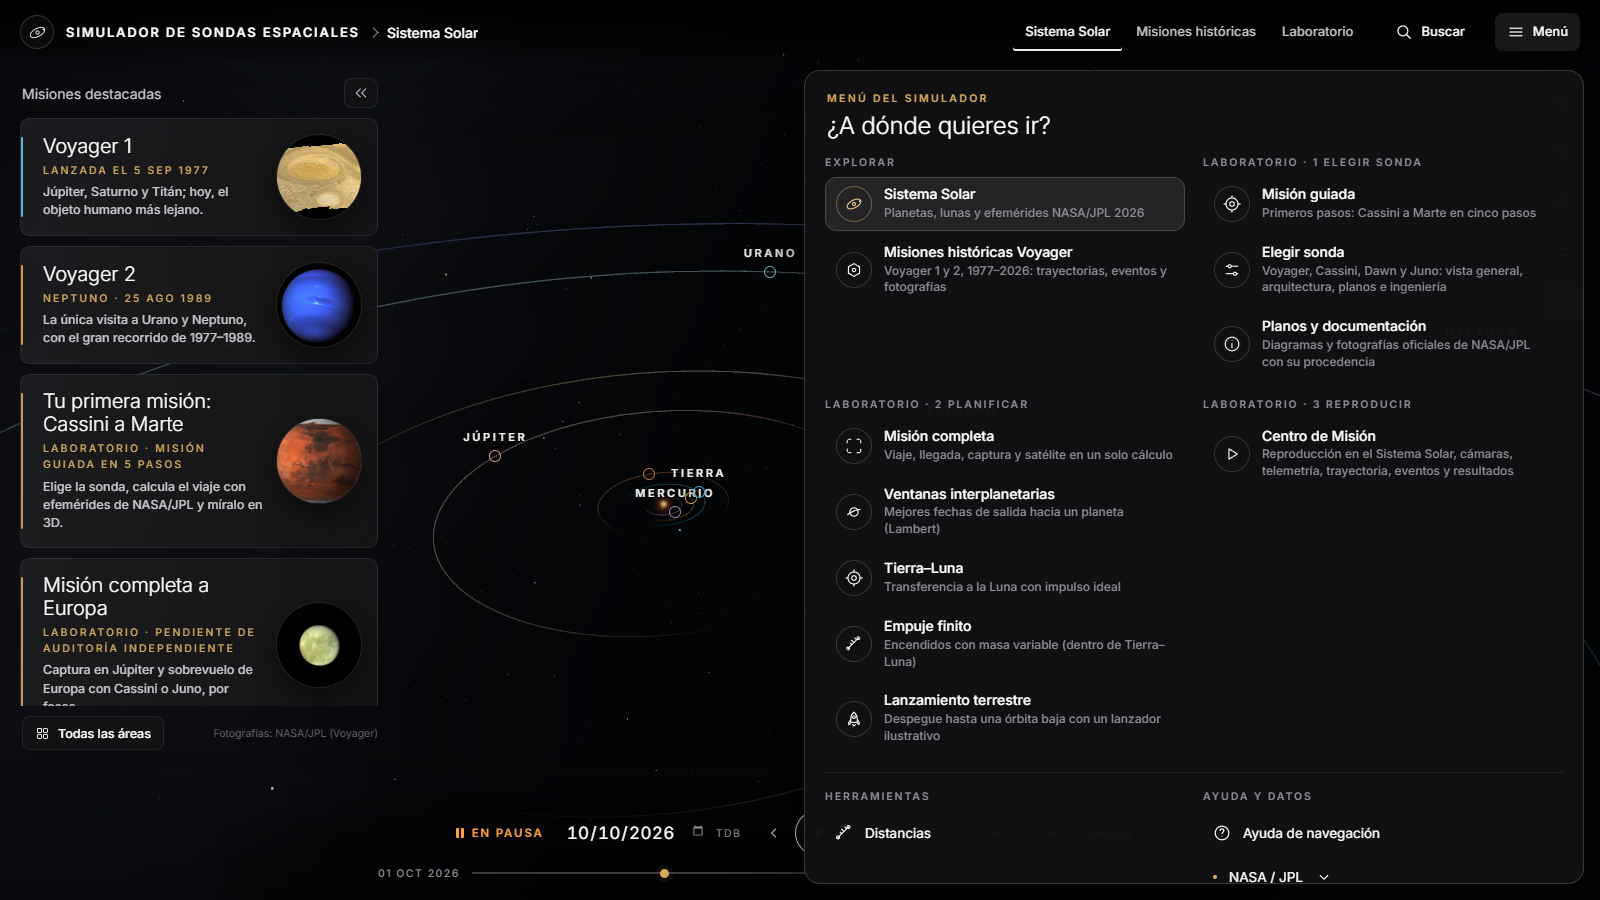 SIMULADOR DE SONDAS ESPACIALES
Sistema Solar
Sistema Solar
Misiones históricas
Laboratorio
Buscar
Menú
Misiones destacadas
Voyager 1
LANZADA EL 5 SEP 1977
Júpiter, Saturno y Titán; hoy, el
objeto humano más lejano.
Voyager 2
NEPTUNO · 25 AGO 1989
La única visita a Urano y Neptuno,
con el gran recorrido de 1977–1989.
Tu primera misión:
Cassini a Marte
LABORATORIO · MISIÓN
GUIADA EN 5 PASOS
Elige la sonda, calcula el viaje con
efemérides de NASA/JPL y míralo en
3D.
Misión completa a
Europa
LABORATORIO · PENDIENTE DE
AUDITORÍA INDEPENDIENTE
Captura en Júpiter y sobrevuelo de
Europa con Cassini o Juno, por
Todas las áreas
Fotografías: NASA/JPL (Voyager)
URANO
JÚPITER
TIERRA
MERCURIO
EN PAUSA
10/10/2026
TDB
01 OCT 2026
MENÚ DEL SIMULADOR
¿A dónde quieres ir?
EXPLORAR
Sistema Solar
Planetas, lunas y efemérides NASA/JPL 2026
Misiones históricas Voyager
Voyager 1 y 2, 1977–2026: trayectorias, eventos y
fotografías
LABORATORIO · 1 ELEGIR SONDA
Misión guiada
Primeros pasos: Cassini a Marte en cinco pasos
Elegir sonda
Voyager, Cassini, Dawn y Juno: vista general,
arquitectura, planos e ingeniería
Planos y documentación
Diagramas y fotografías oficiales de NASA/JPL
con su procedencia
LABORATORIO · 2 PLANIFICAR
Misión completa
Viaje, llegada, captura y satélite en un solo cálculo
Ventanas interplanetarias
Mejores fechas de salida hacia un planeta
(Lambert)
Tierra–Luna
Transferencia a la Luna con impulso ideal
Empuje finito
Encendidos con masa variable (dentro de Tierra–
Luna)
Lanzamiento terrestre
Despegue hasta una órbita baja con un lanzador
ilustrativo
LABORATORIO · 3 REPRODUCIR
Centro de Misión
Reproducción en el Sistema Solar, cámaras,
telemetría, trayectoria, eventos y resultados
HERRAMIENTAS
Distancias
AYUDA Y DATOS
Ayuda de navegación
NASA / JPL